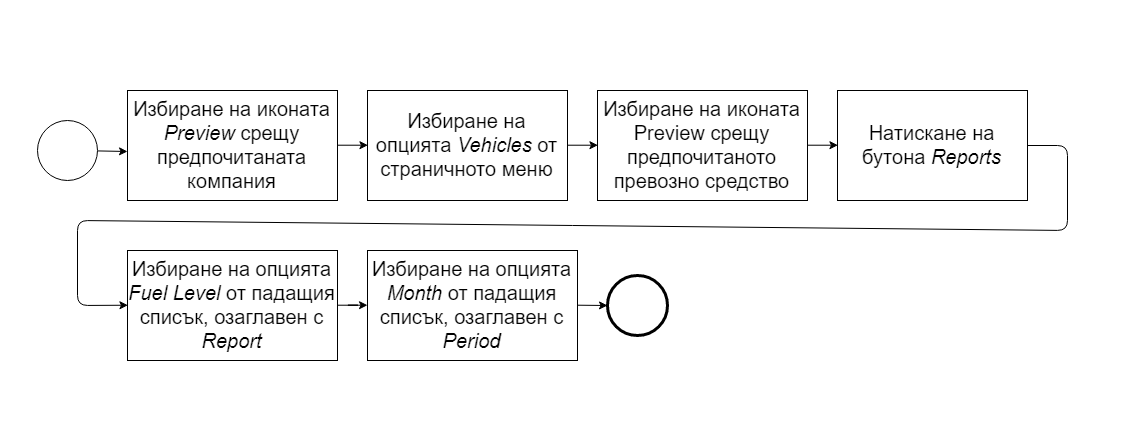 Избиране на иконата
Preview срещу
предпочитаната
компания
Избиране на
опцията Vehicles от
страничното меню
Избиране на иконата
Preview срещу
предпочитаното
превозно средство
Натискане на
бутона Reports
Избиране на опцията
Fuel Level от падащия
списък, озаглавен с
Report
Избиране на опцията
Month от падащия
списък, озаглавен с
Period